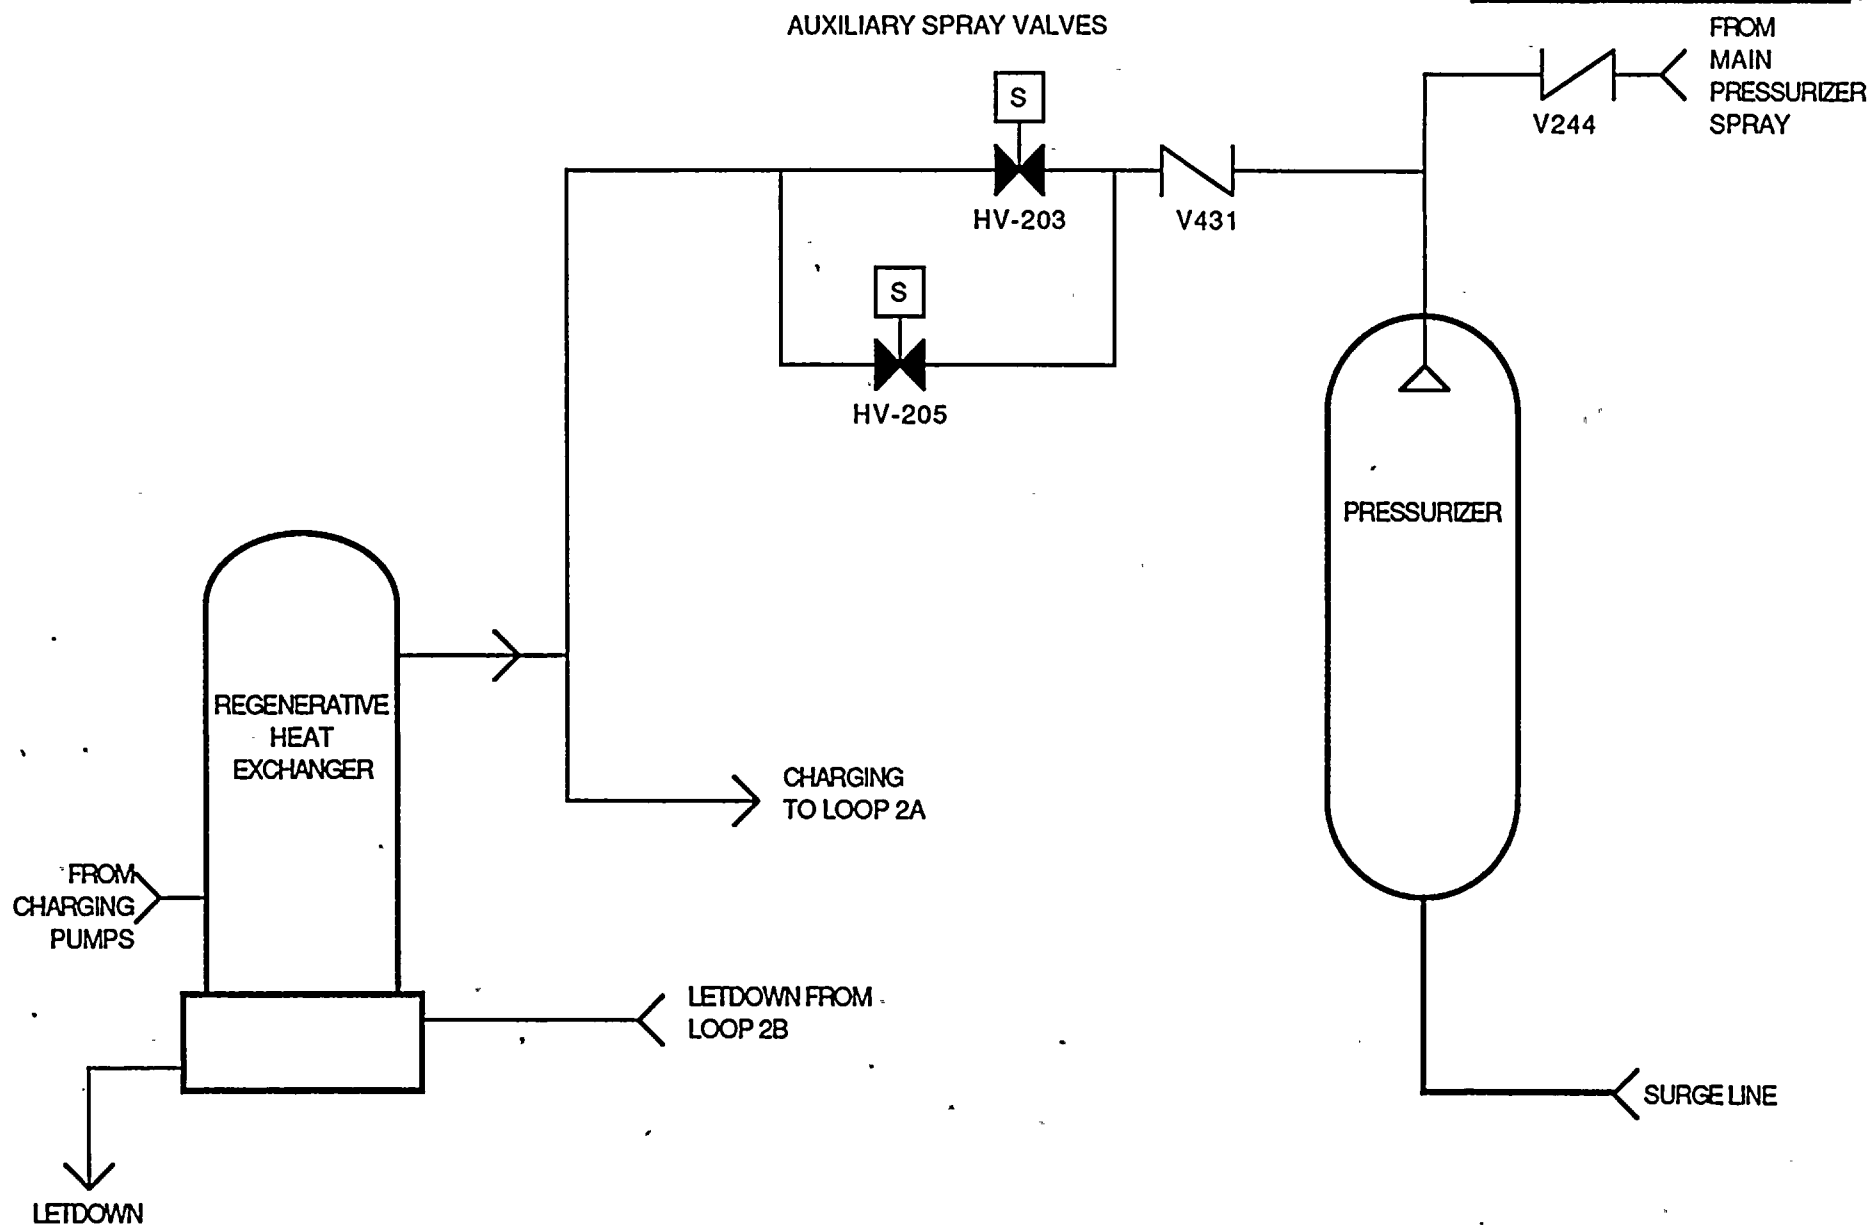 AUXILIARY SPRAY VALVES
FROM
MAIN
PRESSURIZER
SPRAY
S
V244
HV-203
V431
S
HV-205
PRESSURIZER
REGENERATIVE
HEAT
EXCHANGER
CHARGING
TO LOOP 2A
FROM
CHARGING
PUMPS
LETDOWN FROM
LOOP 2B
SURGE LINE
LETDOWN